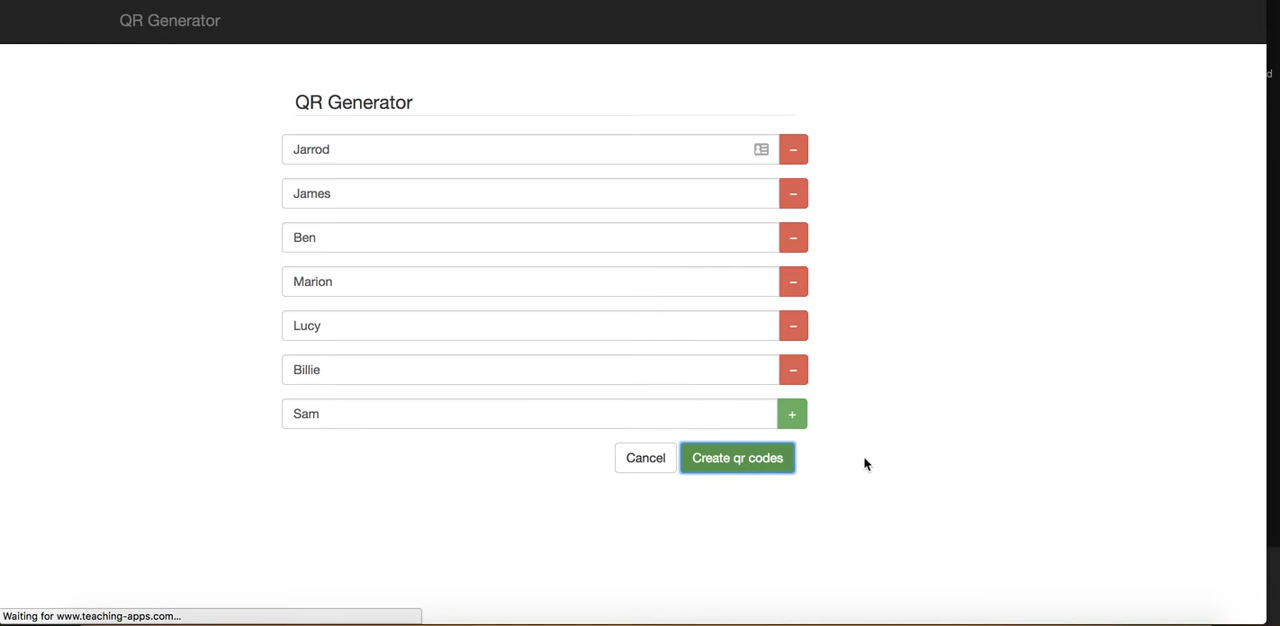 QR Generator
d
QR Generator
Jarrod
−
James
−
Ben
−
Marion
−
Lucy
−
Billie
−
Sam
+
Cancel
Create qr codes
Waiting for www.teaching-apps.com...